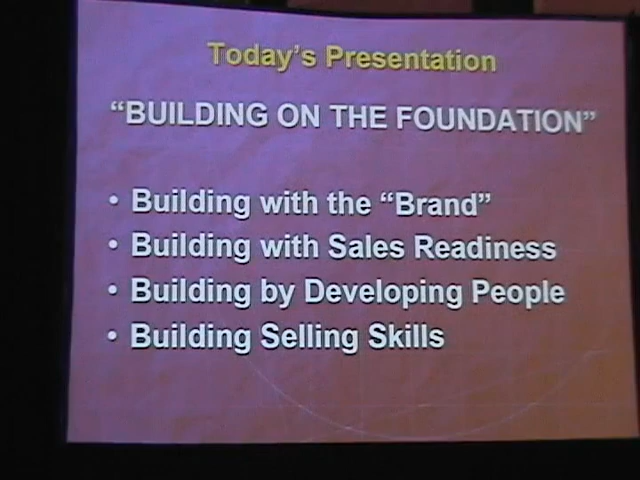 Today's Presentation
“BUILDING ON THE FOUNDATION”
• Building with the “Brand”
• Building with Sales Readiness
• Building by Developing People
• Building Selling Skills